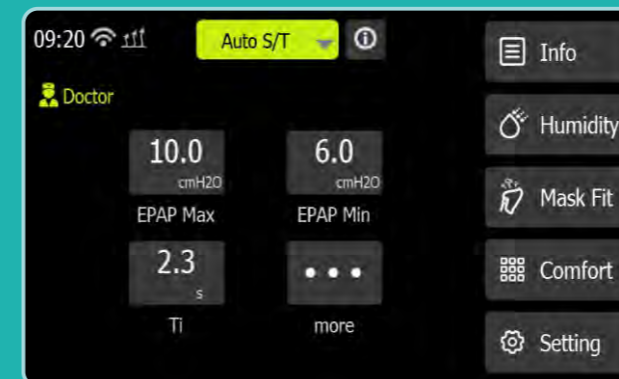 09:20 Auto S/T
Info
Doctor
Humidity
10.0 6.0
cmH2O cmH2O
EPAP Max EPAP Min
Mask Fit
2.3
s
Comfort
Ti more
Setting